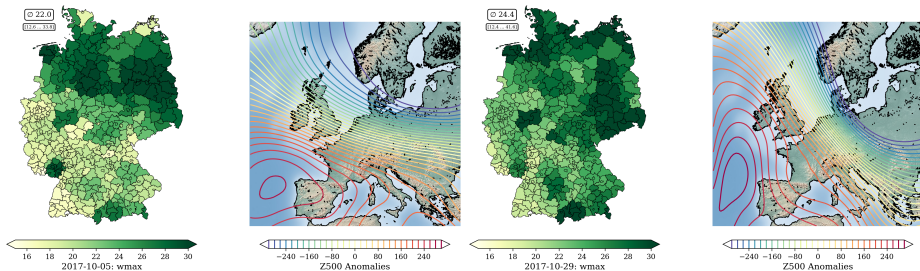 ∅ 22.0
∅ 24.4
16 18 20 22 24 26 28 30
−240 −160 −80 0 80 160 240
16 18 20 22 24 26 28 30
−240 −160 −80 0 80 160 240
2017-10-05: wmax
Z500 Anomalies
2017-10-29: wmax
Z500 Anomalies